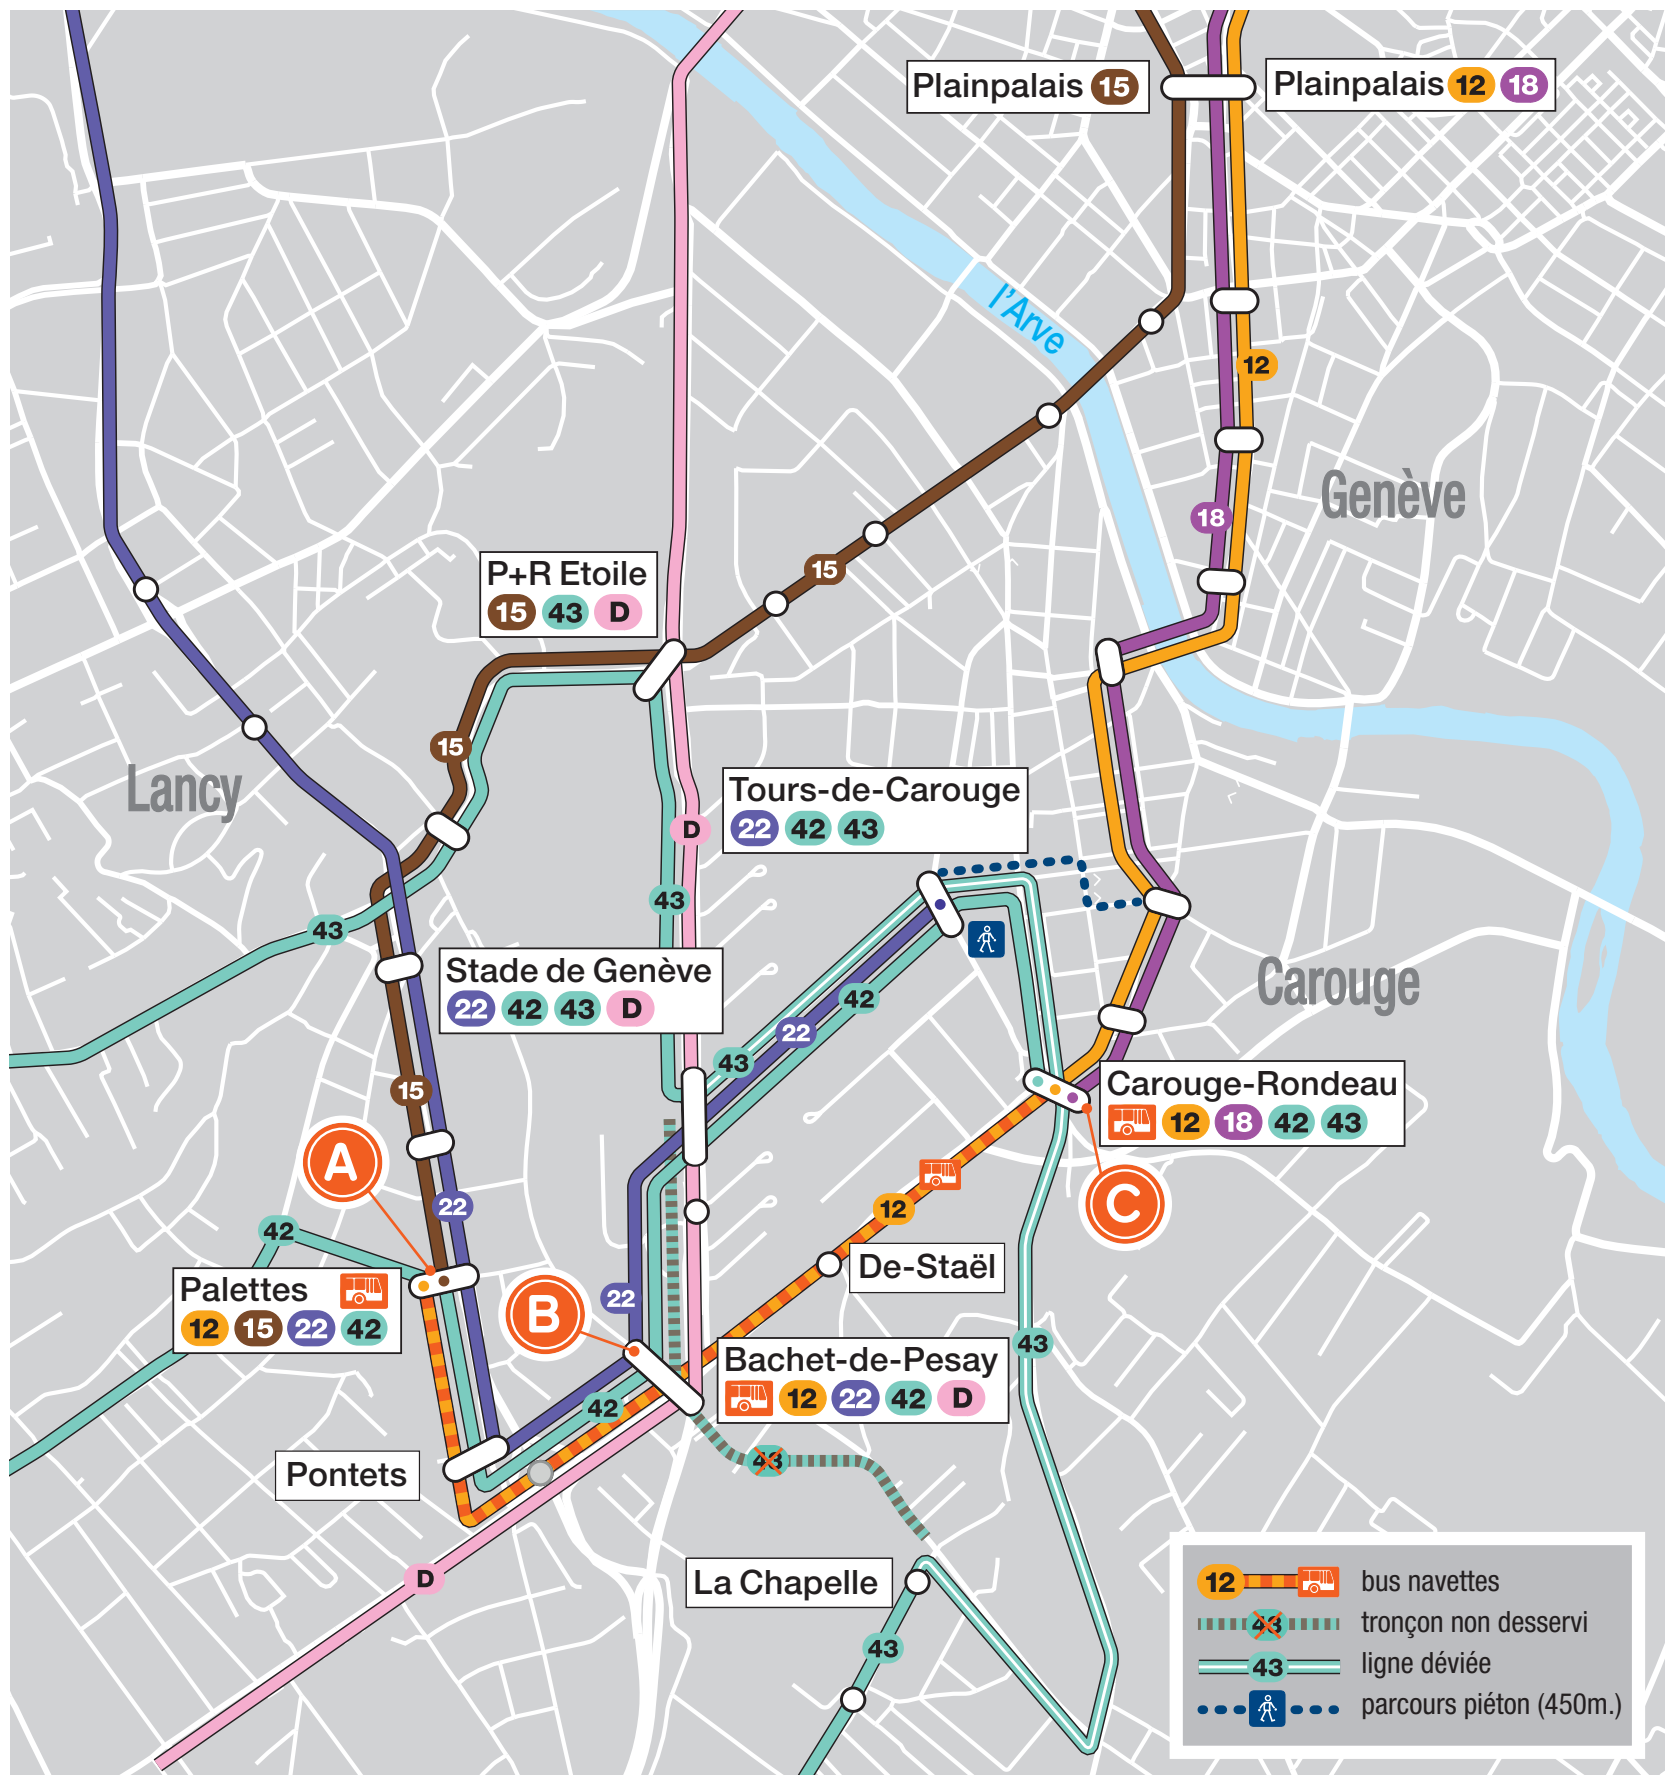 Plainpalais 15
Plainpalais 12 18
l'Arve
12
Genève
18
P+R Etoile
15 43 D
15
15
Lancy
Tours-de-Carouge
22 42 43
D
43
43
Stade de Genève
22 42 43 D
42
22
43
Carouge
15
Carouge-Rondeau
12 18 42 43
A
C
22
12
42
De-Staël
Palettes
12 15 22 42
B
22
43
Bachet-de-Pesay
12 22 42 D
42
Pontets
43
D
La Chapelle
43
12 bus navettes
43 tronçon non desservi
43 ligne déviée
parcours piéton (450m.)